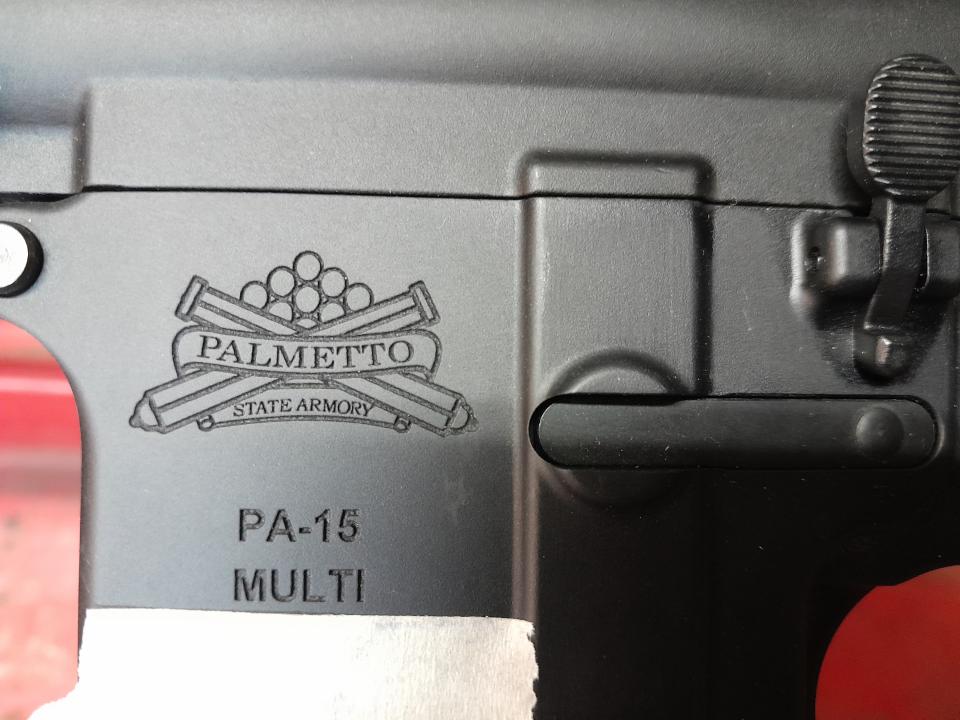 PALMETTO
STATE ARMORY
PA-15
MULTI